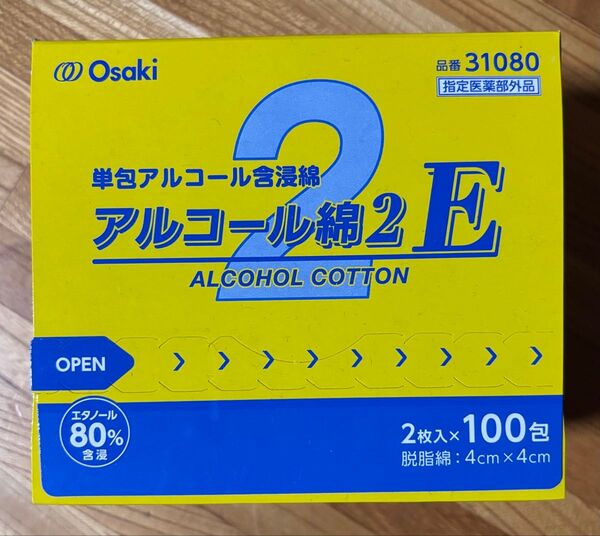 Osaki
品番 31080
指定医薬部外品
2
単包アルコール含浸綿
アルコール綿2 E
ALCOHOL COTTON
OPEN
エタノール
80%
含浸
2枚入×100包
脱脂綿:4cm×4cm